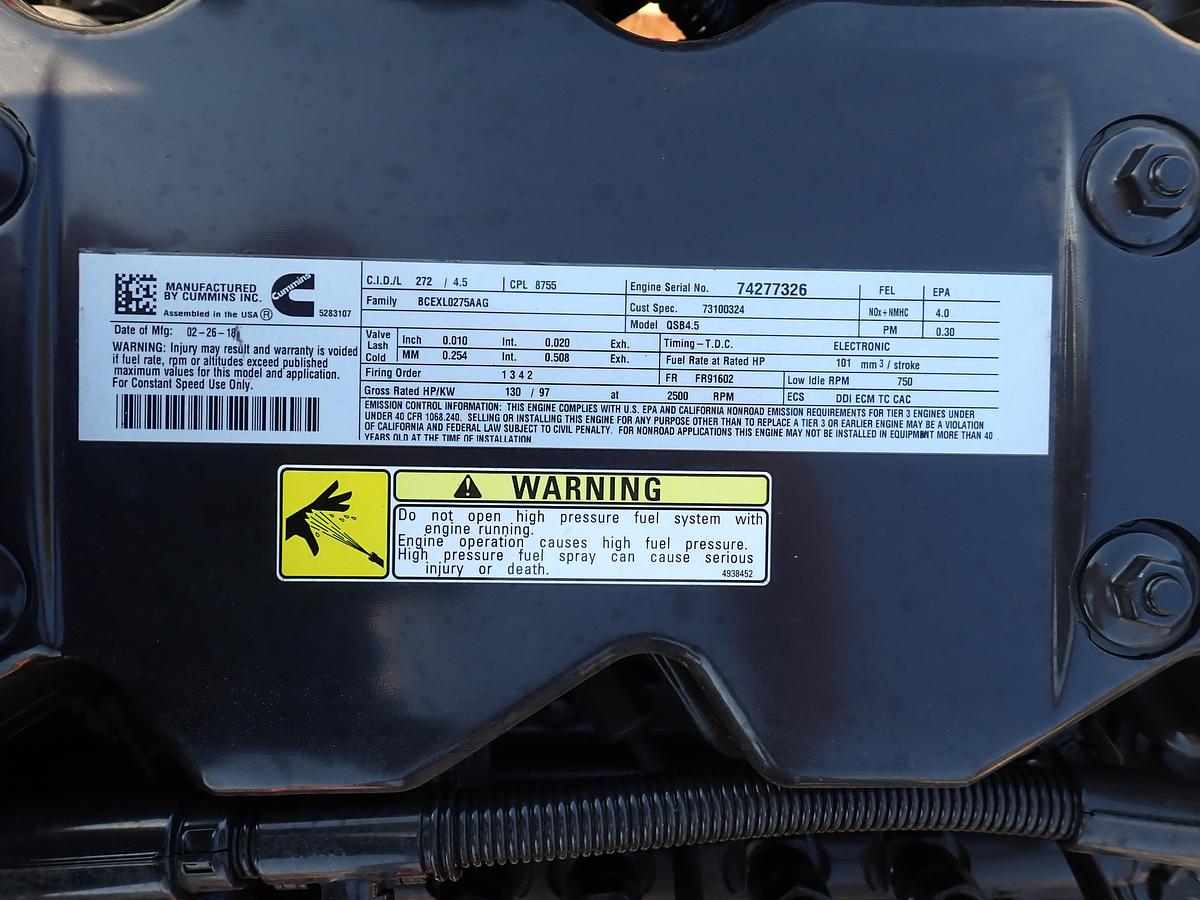 MANUFACTURED
BY CUMMINS INC.
Assembled in the USA ®
Cummins
5283107
Date of Mfg: 02-26-18
WARNING: Injury may result and warranty is voided
if fuel rate, rpm or altitudes exceed published
maximum values for this model and application.
For Constant Speed Use Only.
C.I.D./L 272 / 4.5 CPL 8755
Family BCEXL0275AAG
Engine Serial No. 74277326
Cust Spec. 73100324
Model QSB4.5
FEL EPA
NOx+NMHC 4.0
PM 0.30
Valve Lash Cold
Inch 0.010 Int. 0.020 Exh.
MM 0.254 Int. 0.508 Exh.
Timing-T.D.C. ELECTRONIC
Fuel Rate at Rated HP 101 mm3 / stroke
Firing Order 1 3 4 2
FR FR91602
Low Idle RPM 750
Gross Rated HP/KW 130 / 97 at 2500 RPM
ECS DDI ECM TC CAC
EMISSION CONTROL INFORMATION: THIS ENGINE COMPLIES WITH U.S. EPA AND CALIFORNIA NONROAD EMISSION REQUIREMENTS FOR TIER 3 ENGINES UNDER
UNDER 40 CFR 1068.240. SELLING OR INSTALLING THIS ENGINE FOR ANY PURPOSE OTHER THAN TO REPLACE A TIER 3 OR EARLIER ENGINE MAY BE A VIOLATION
OF CALIFORNIA AND FEDERAL LAW SUBJECT TO CIVIL PENALTY. FOR NONROAD APPLICATIONS THIS ENGINE MAY NOT BE INSTALLED IN EQUIPMENT MORE THAN 40
YEARS OLD AT THE TIME OF INSTALLATION.
WARNING
Do not open high pressure fuel system with
engine running.
Engine operation causes high fuel pressure.
High pressure fuel spray can cause serious
injury or death.
4938452